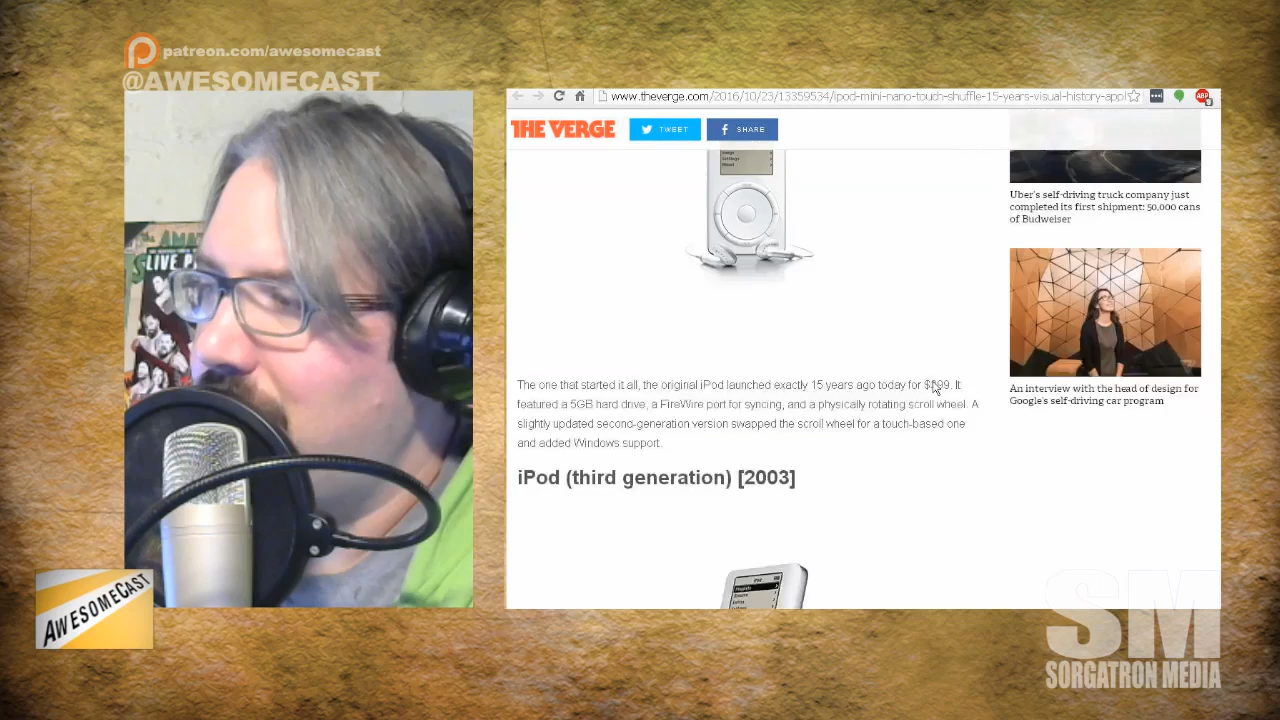 patreon.com/awesomecast
@AWESOMECAST
www.theverge.com/2016/10/23/13359534/ipod-mini-nano-touch-shuffle-15-years-visual-history-appl
ABP
THE VERGE
TWEET
SHARE
Uber's self-driving truck company just
completed its first shipment: 50,000 cans
of Budweiser
LIVE
An interview with the head of design for
Google's self-driving car program
The one that started it all, the original iPod launched exactly 15 years ago today for It
featured a 5GB hard drive, a FireWire port for syncing, and a physically rotating scroll wheel. A
slightly updated second-generation version swapped the scroll wheel for a touch-based one
and added Windows support.
iPod (third generation) [2003]
AWESOMECAST
SM
SORGATRON MEDIA